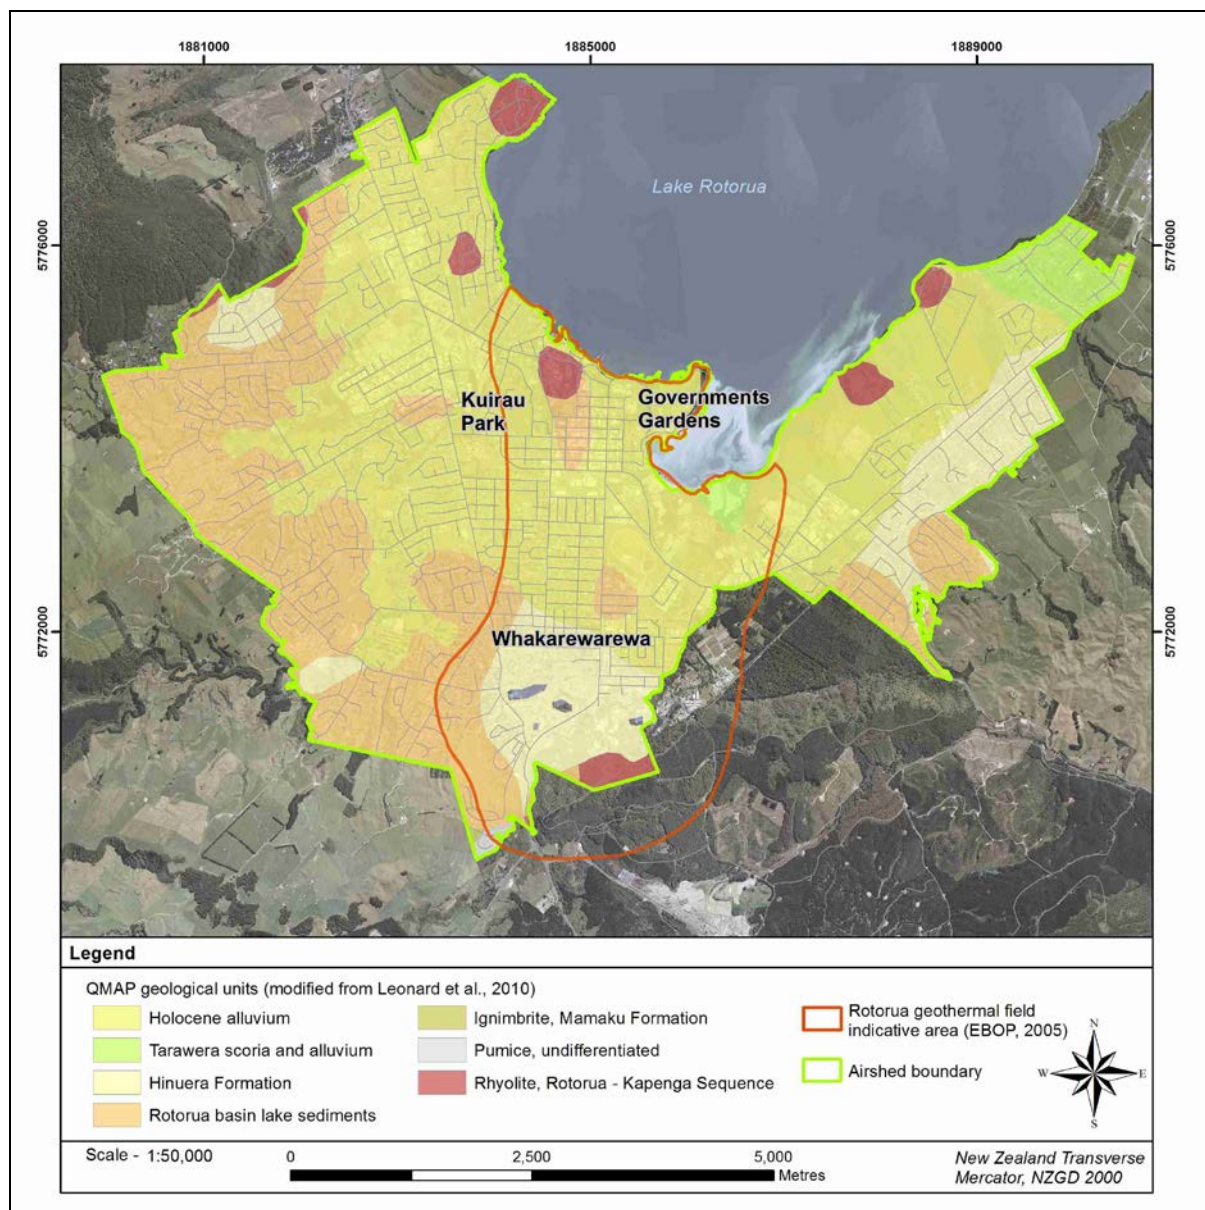 1881000
1885000
1889000
Lake Rotorua
5776000
5776000
Kuirau
Park
Governments
Gardens
5772000
5772000
Whakarewarewa
Legend
QMAP geological units (modified from Leonard et al., 2010)
Holocene alluvium
Tarawera scoria and alluvium
Hinuera Formation
Rotorua basin lake sediments
Ignimbrite, Mamaku Formation
Pumice, undifferentiated
Rhyolite, Rotorua - Kapenga Sequence
Rotorua geothermal field
indicative area (EBOP, 2005)
Airshed boundary
N
W
E
S
Scale - 1:50,000
0
2,500
5,000
Metres
New Zealand Transverse
Mercator, NZGD 2000